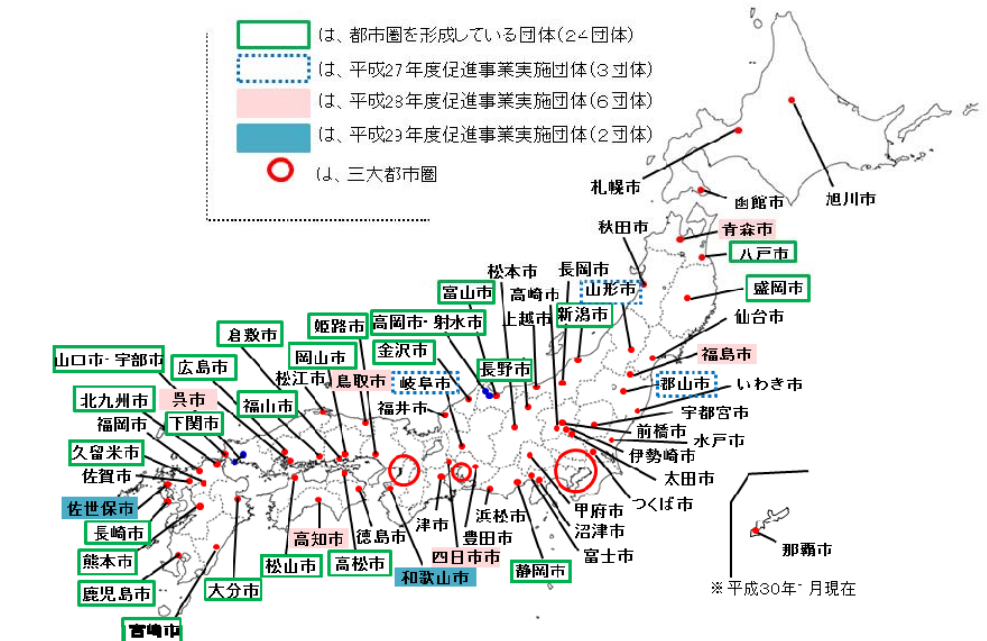 は、都市圏を形成している団体(24団体)
は、平成27年度促進事業実施団体(3団体)
は、平成28年度促進事業実施団体(6団体)
は、平成29年度促進事業実施団体(2団体)
は、三大都市圏
札幌市
函館市
旭川市
秋田市
青森市
八戸市
松本市
長岡市
富山市
高崎市
山形市
盛岡市
倉敷市
姫路市
高岡市・射水市
上越市
新潟市
仙台市
山口市・宇部市
広島市
岡山市
金沢市
長野市
福島市
松江市
鳥取市
岐阜市
郡山市
いわき市
北九州市
呉市
福山市
福井市
宇都宮市
福岡市
下関市
前橋市
水戸市
久留米市
伊勢崎市
佐賀市
太田市
佐世保市
つくば市
長崎市
高知市
徳島市
津市
浜松市
甲府市
豊田市
沼津市
熊本市
松山市
高松市
四日市市
富士市
那覇市
和歌山市
静岡市
鹿児島市
大分市
※平成30年 月現在
宮崎市